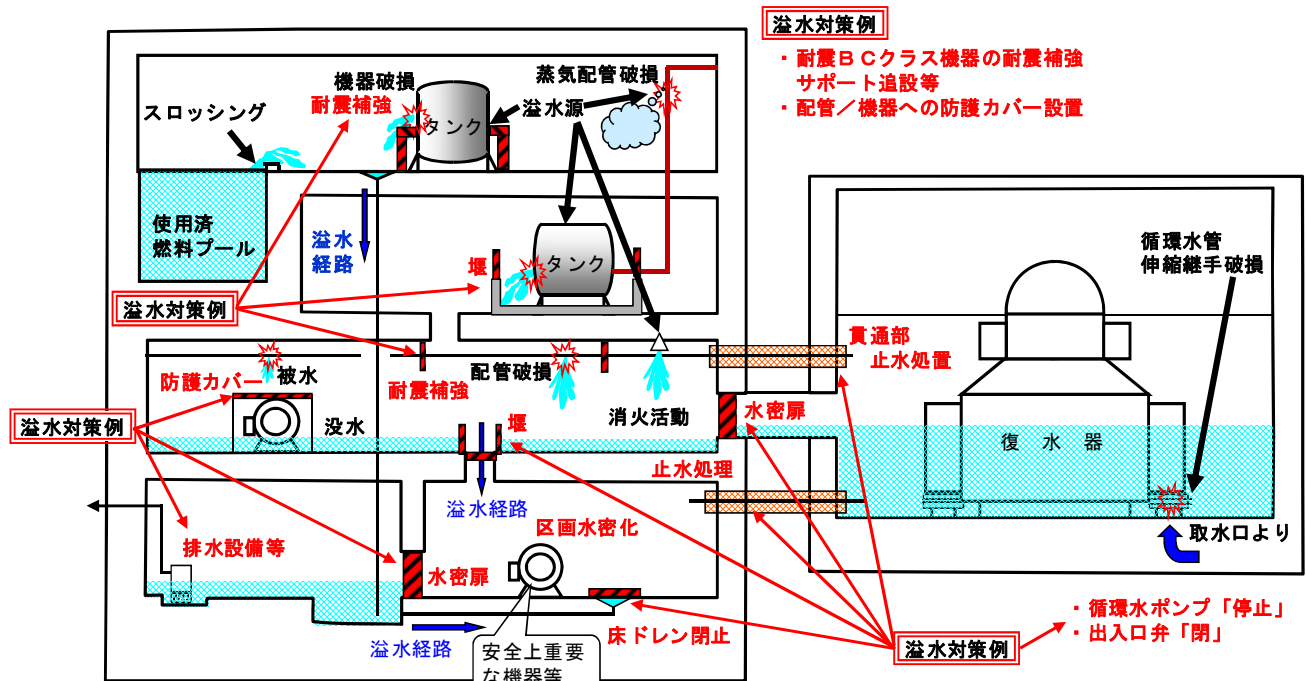 溢水対策例
・耐震BCクラス機器の耐震補強
サポート追設等
・配管/機器への防護カバー設置
機器破損
耐震補強
蒸気配管破損
スロッシング
タンク
溢水源
使用済
燃料プール
溢水
経路
堰
タンク
循環水管
伸縮継手破損
溢水対策例
貫通部
止水処置
防護カバー
被水
耐震補強
配管破損
消火活動
水密扉
溢水対策例
没水
堰
復水器
止水処理
溢水経路
区画水密化
取水口より
排水設備等
水密扉
床ドレン閉止
溢水経路
安全上重要
な機器等
溢水対策例
・循環水ポンプ「停止」
・出入口弁「閉」